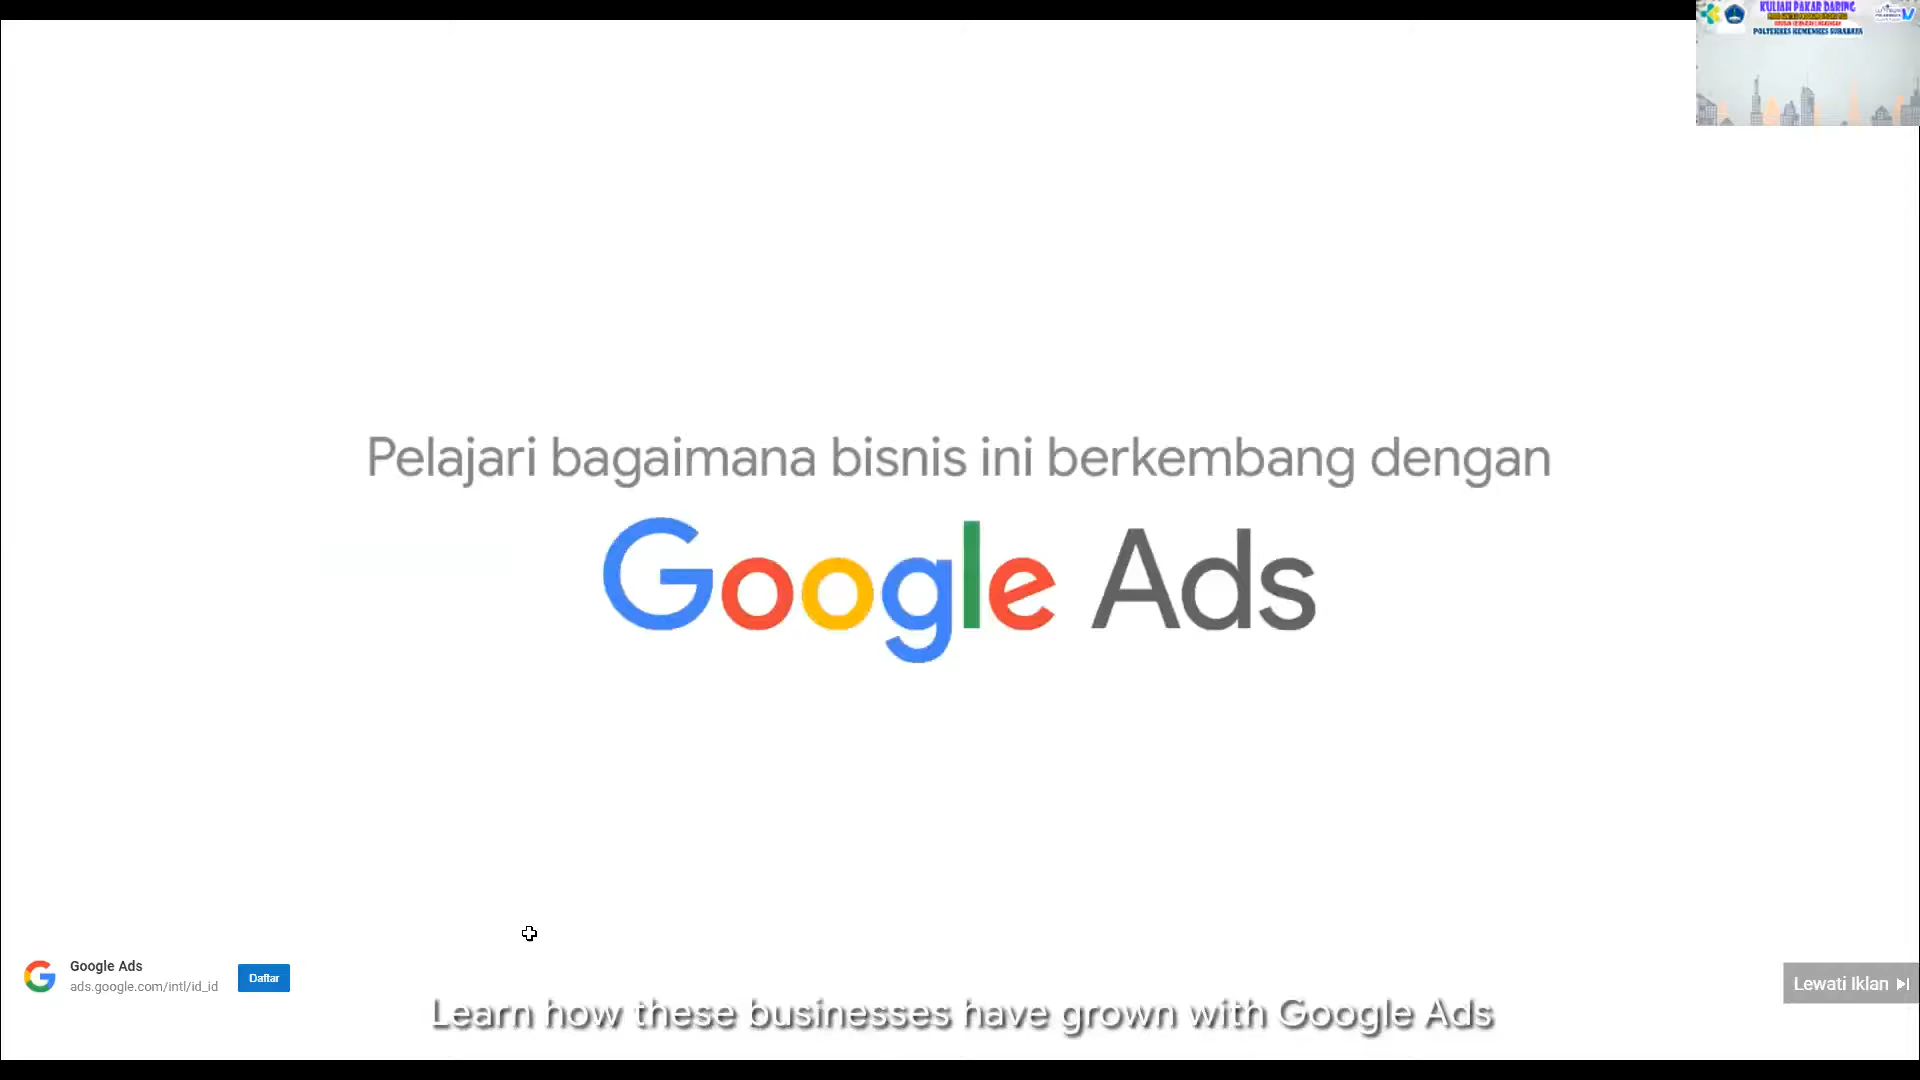 KULIAH PAKAR DARING
POLTEKKES KEMENKES SURABAYA
Pelajari bagaimana bisnis ini berkembang dengan
Google Ads
Google Ads
ads.google.com/intl/id_id
Daftar
Lewati Iklan
Learn how these businesses have grown with Google Ads